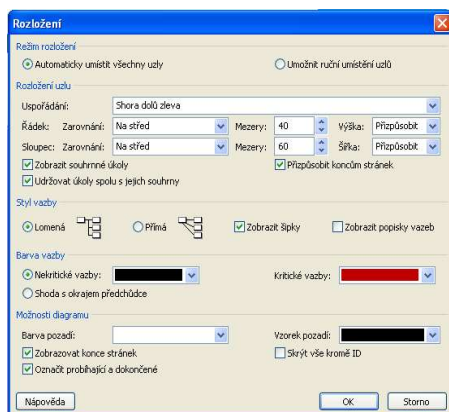 Rozložení
Režim rozložení
Automaticky umístit všechny uzly Umožnit ruční umístění uzlů
Rozložení uzlu
Uspořádání: Shora dolů zleva
Řádek: Zarovnání: Na střed Mezery: 40 Výška: Přizpůsobit
Sloupec: Zarovnání: Na střed Mezery: 60 Šířka: Přizpůsobit
Zobrazit souhrnné úkoly Přizpůsobit koncům stránek
Udržovat úkoly spolu s jejich souhrny
Styl vazby
Lomená Přímá Zobrazit šipky Zobrazit popisky vazeb
Barva vazby
Nekritické vazby: Kritické vazby:
Shoda s okrajem předchůdce
Možnosti diagramu
Barva pozadí: Vzorek pozadí:
Zobrazovat konce stránek Skrýt vše kromě ID
Označit probíhající a dokončené
Nápověda OK Storno